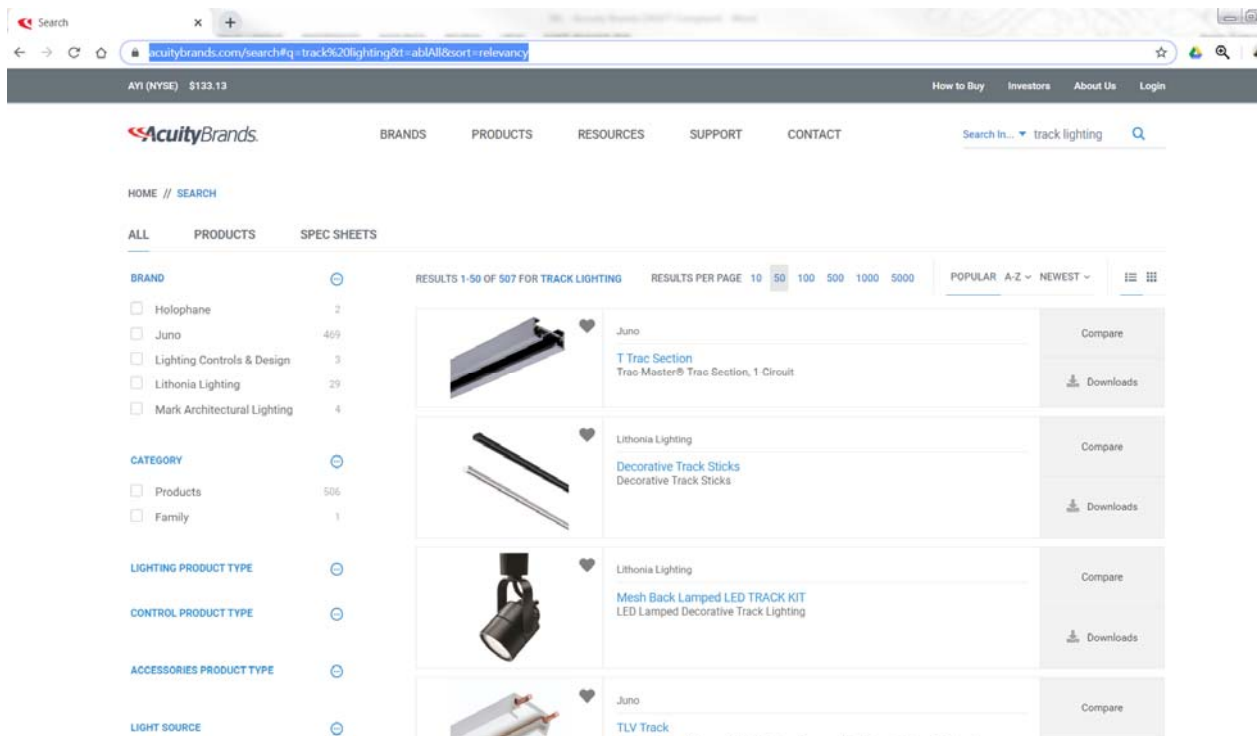 Search
acuitybrands.com/search#q=track%20lighting&t=ablAll&sort=relevancy
AYI (NYSE) $133.13
How to Buy Investors About Us Login
AcuityBrands.
BRANDS PRODUCTS RESOURCES SUPPORT CONTACT
Search In... track lighting
HOME // SEARCH
ALL PRODUCTS SPEC SHEETS
BRAND
Holophane 2
Juno 469
Lighting Controls & Design 3
Lithonia Lighting 29
Mark Architectural Lighting 4
CATEGORY
Products 506
Family 1
LIGHTING PRODUCT TYPE
CONTROL PRODUCT TYPE
ACCESSORIES PRODUCT TYPE
LIGHT SOURCE
RESULTS 1-50 OF 507 FOR TRACK LIGHTING RESULTS PER PAGE 10 50 100 500 1000 5000 POPULAR A-Z NEWEST
Juno
T Trac Section
Trac Master® Trac Section, 1 Circuit
Compare
Downloads
Lithonia Lighting
Decorative Track Sticks
Decorative Track Sticks
Compare
Downloads
Lithonia Lighting
Mesh Back Lamped LED TRACK KIT
LED Lamped Decorative Track Lighting
Compare
Downloads
Juno
TLV Track
Compare